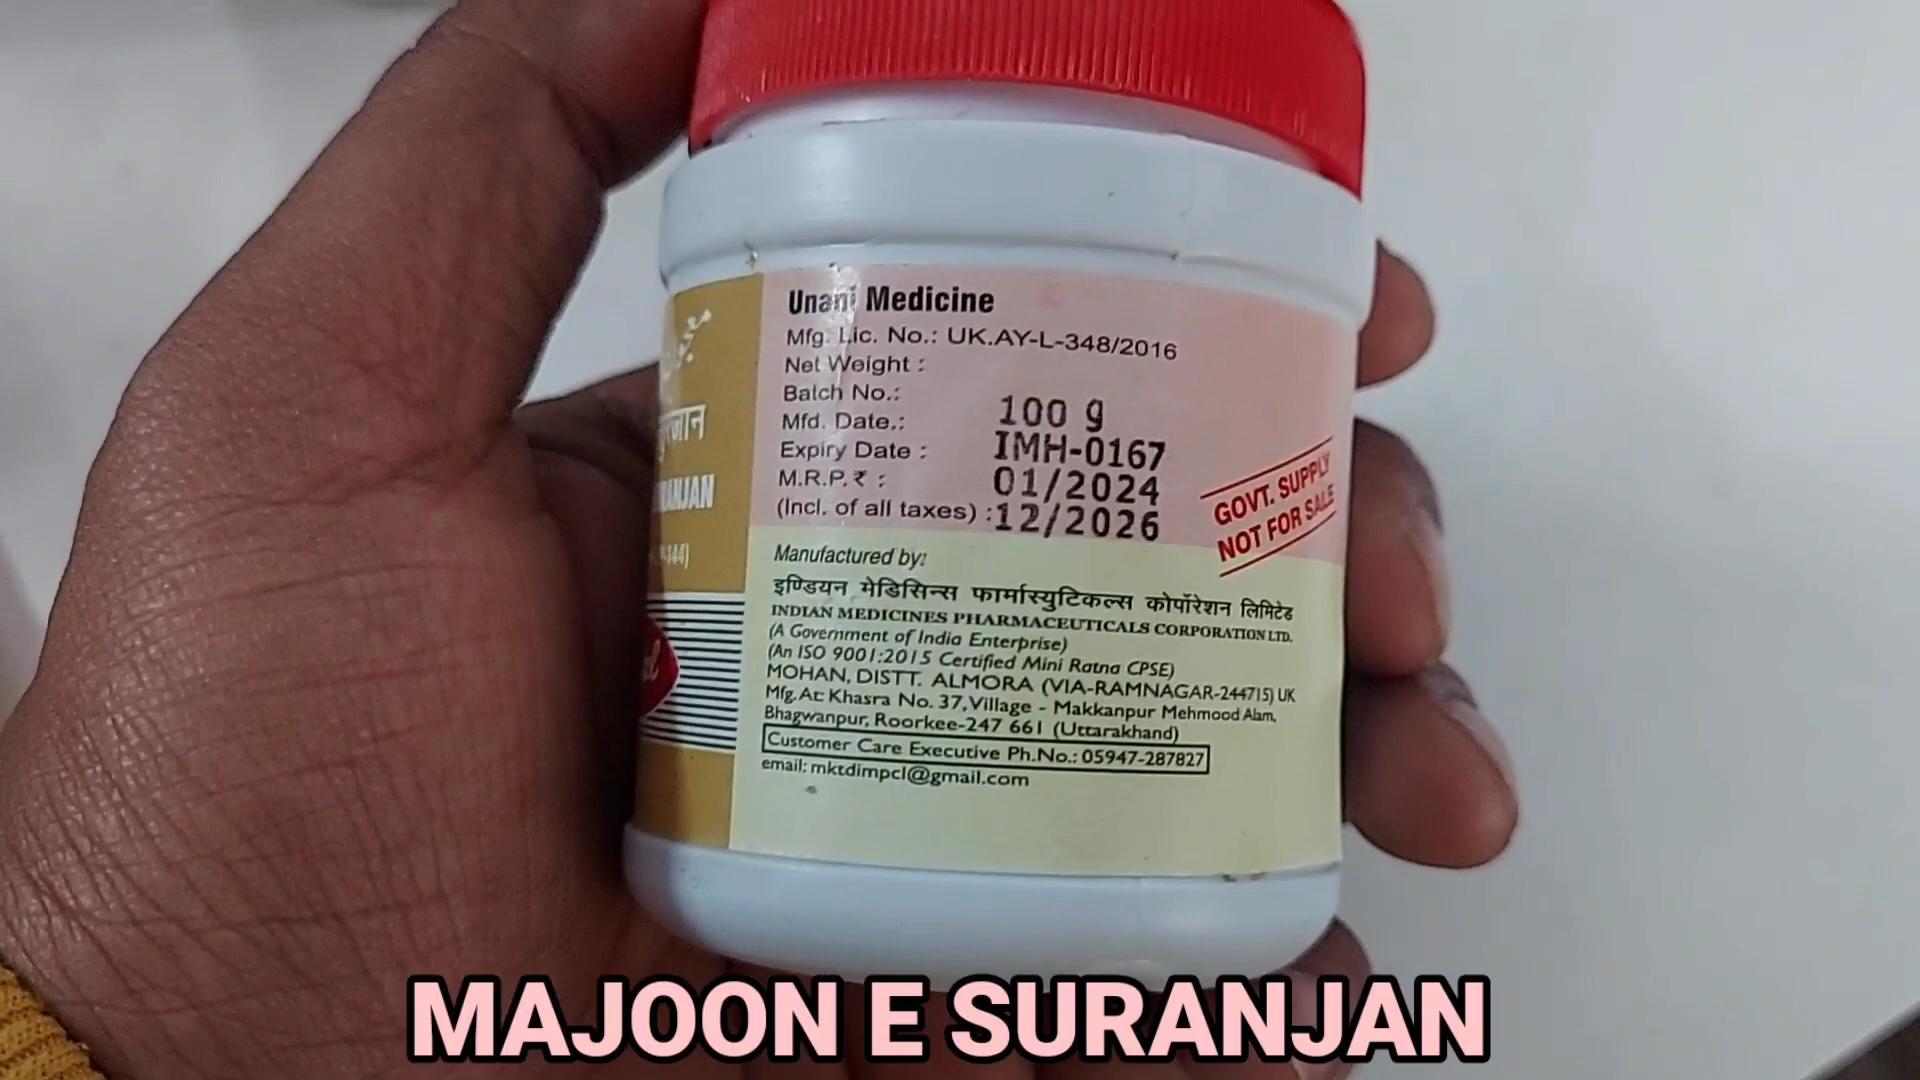 Unani Medicine
Mfg. Lic. No.: UK.AY-L-348/2016
Net Weight :
Batch No.:
Mfd. Date.:
Expiry Date :
M.R.P.₹ :
(Incl. of all taxes) :
100 g
IMH-0167
01/2024
12/2026
GOVT. SUPPLY
NOT FOR SALE
Manufactured by:
इण्डियन मेडिसिन्स फार्मास्युटिकल्स कोर्पोरेशन लिमिटेड
INDIAN MEDICINES PHARMACEUTICALS CORPORATION LTD.
(A Government of India Enterprise)
(An ISO 9001:2015 Certified Mini Ratna CPSE)
MOHAN, DISTT. ALMORA (VIA-RAMNAGAR-244715) UK
Mfg. At: Khasra No. 37, Village - Makkanpur Mehmood Alam,
Bhagwanpur, Roorkee-247 661 (Uttarakhand)
Customer Care Executive Ph.No.: 05947-287827
email: mktdimpcl@gmail.com
MAJOON E SURANJAN